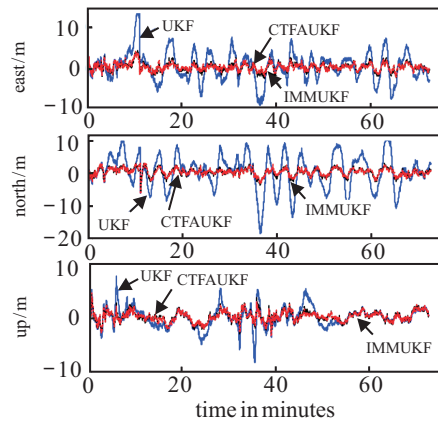 10
UKF
CTFAUKF
0
east/m
IMMUKF
−10
0 20 40 60
10
0
north/m
−10
UKF CTFAUKF IMMUKF
−20
0 20 40 60
10
UKF
CTFAUKF
0
up/m
IMMUKF
−10
0 20 40 60
time in minutes